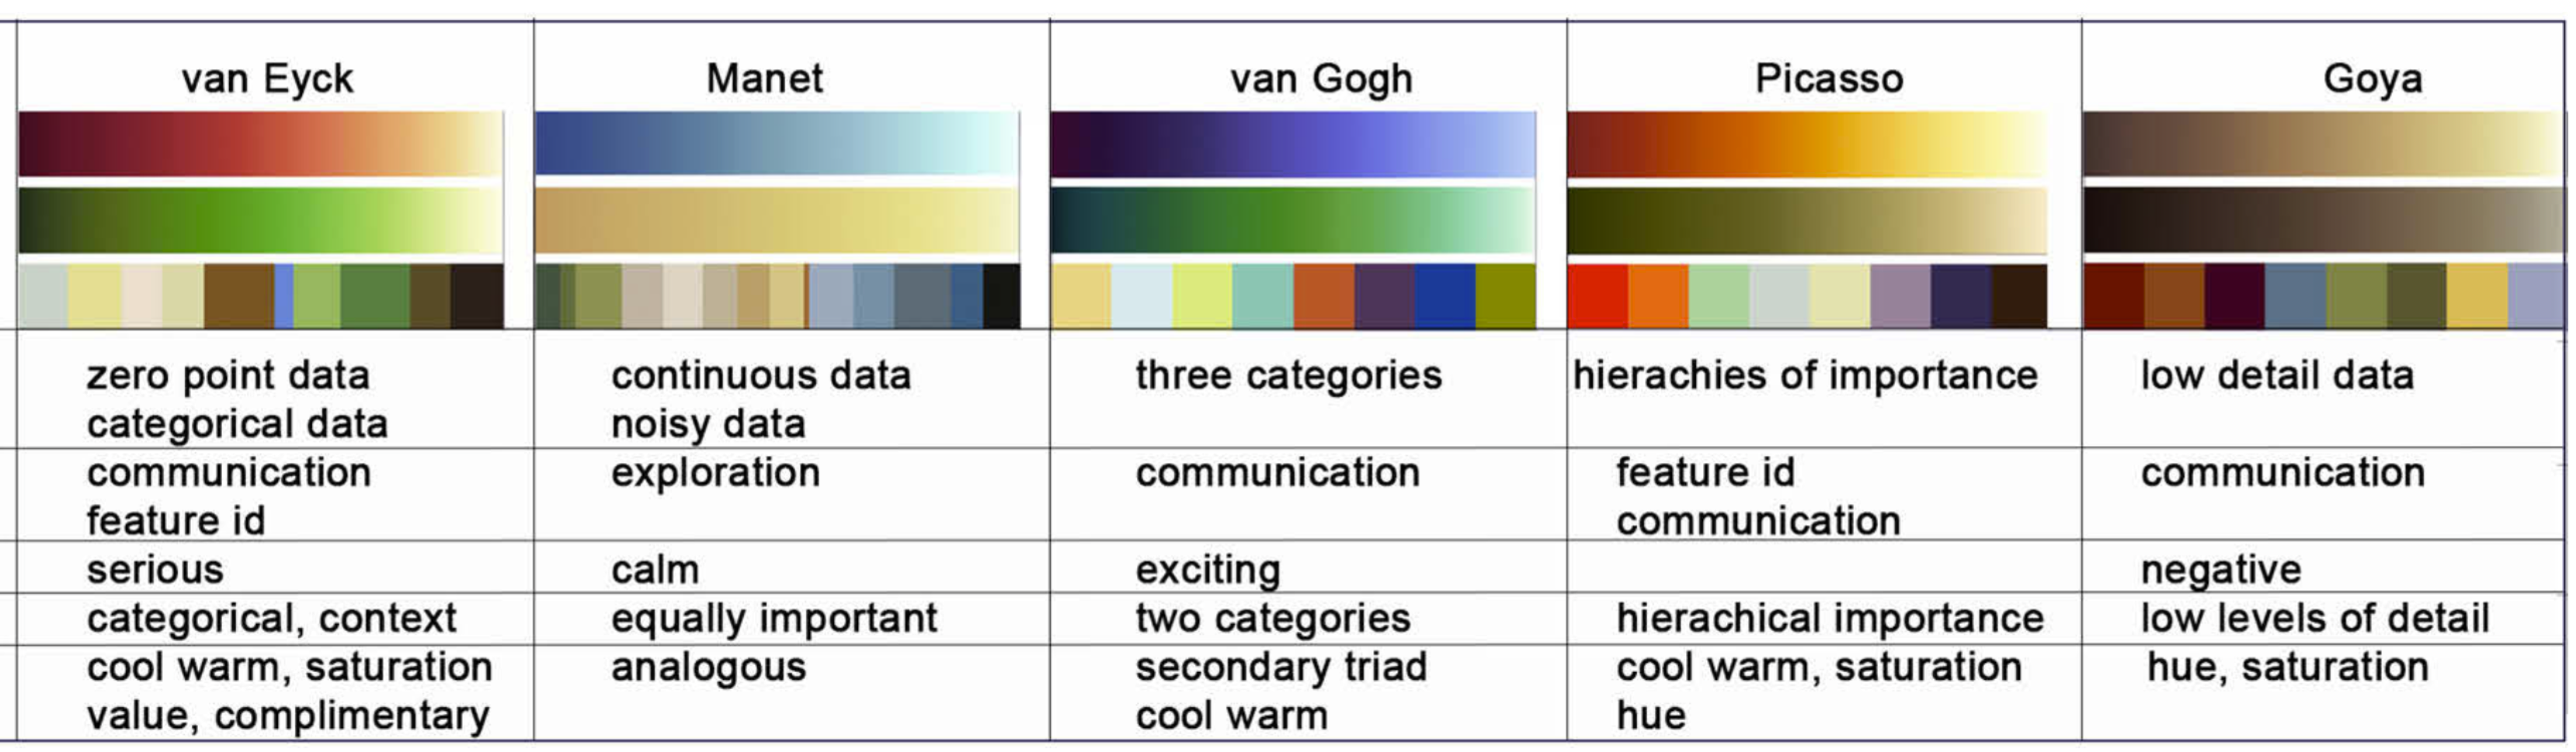 van Eyck
Manet
van Gogh
Picasso
Goya
zero point data
categorical data
continuous data
noisy data
three categories
hierachies of importance
low detail data
communication
feature id
exploration
communication
feature id
communication
communication
serious
calm
exciting
negative
categorical, context
equally important
two categories
hierachical importance
low levels of detail
cool warm, saturation
value, complimentary
analogous
secondary triad
cool warm
cool warm, saturation
hue
hue, saturation